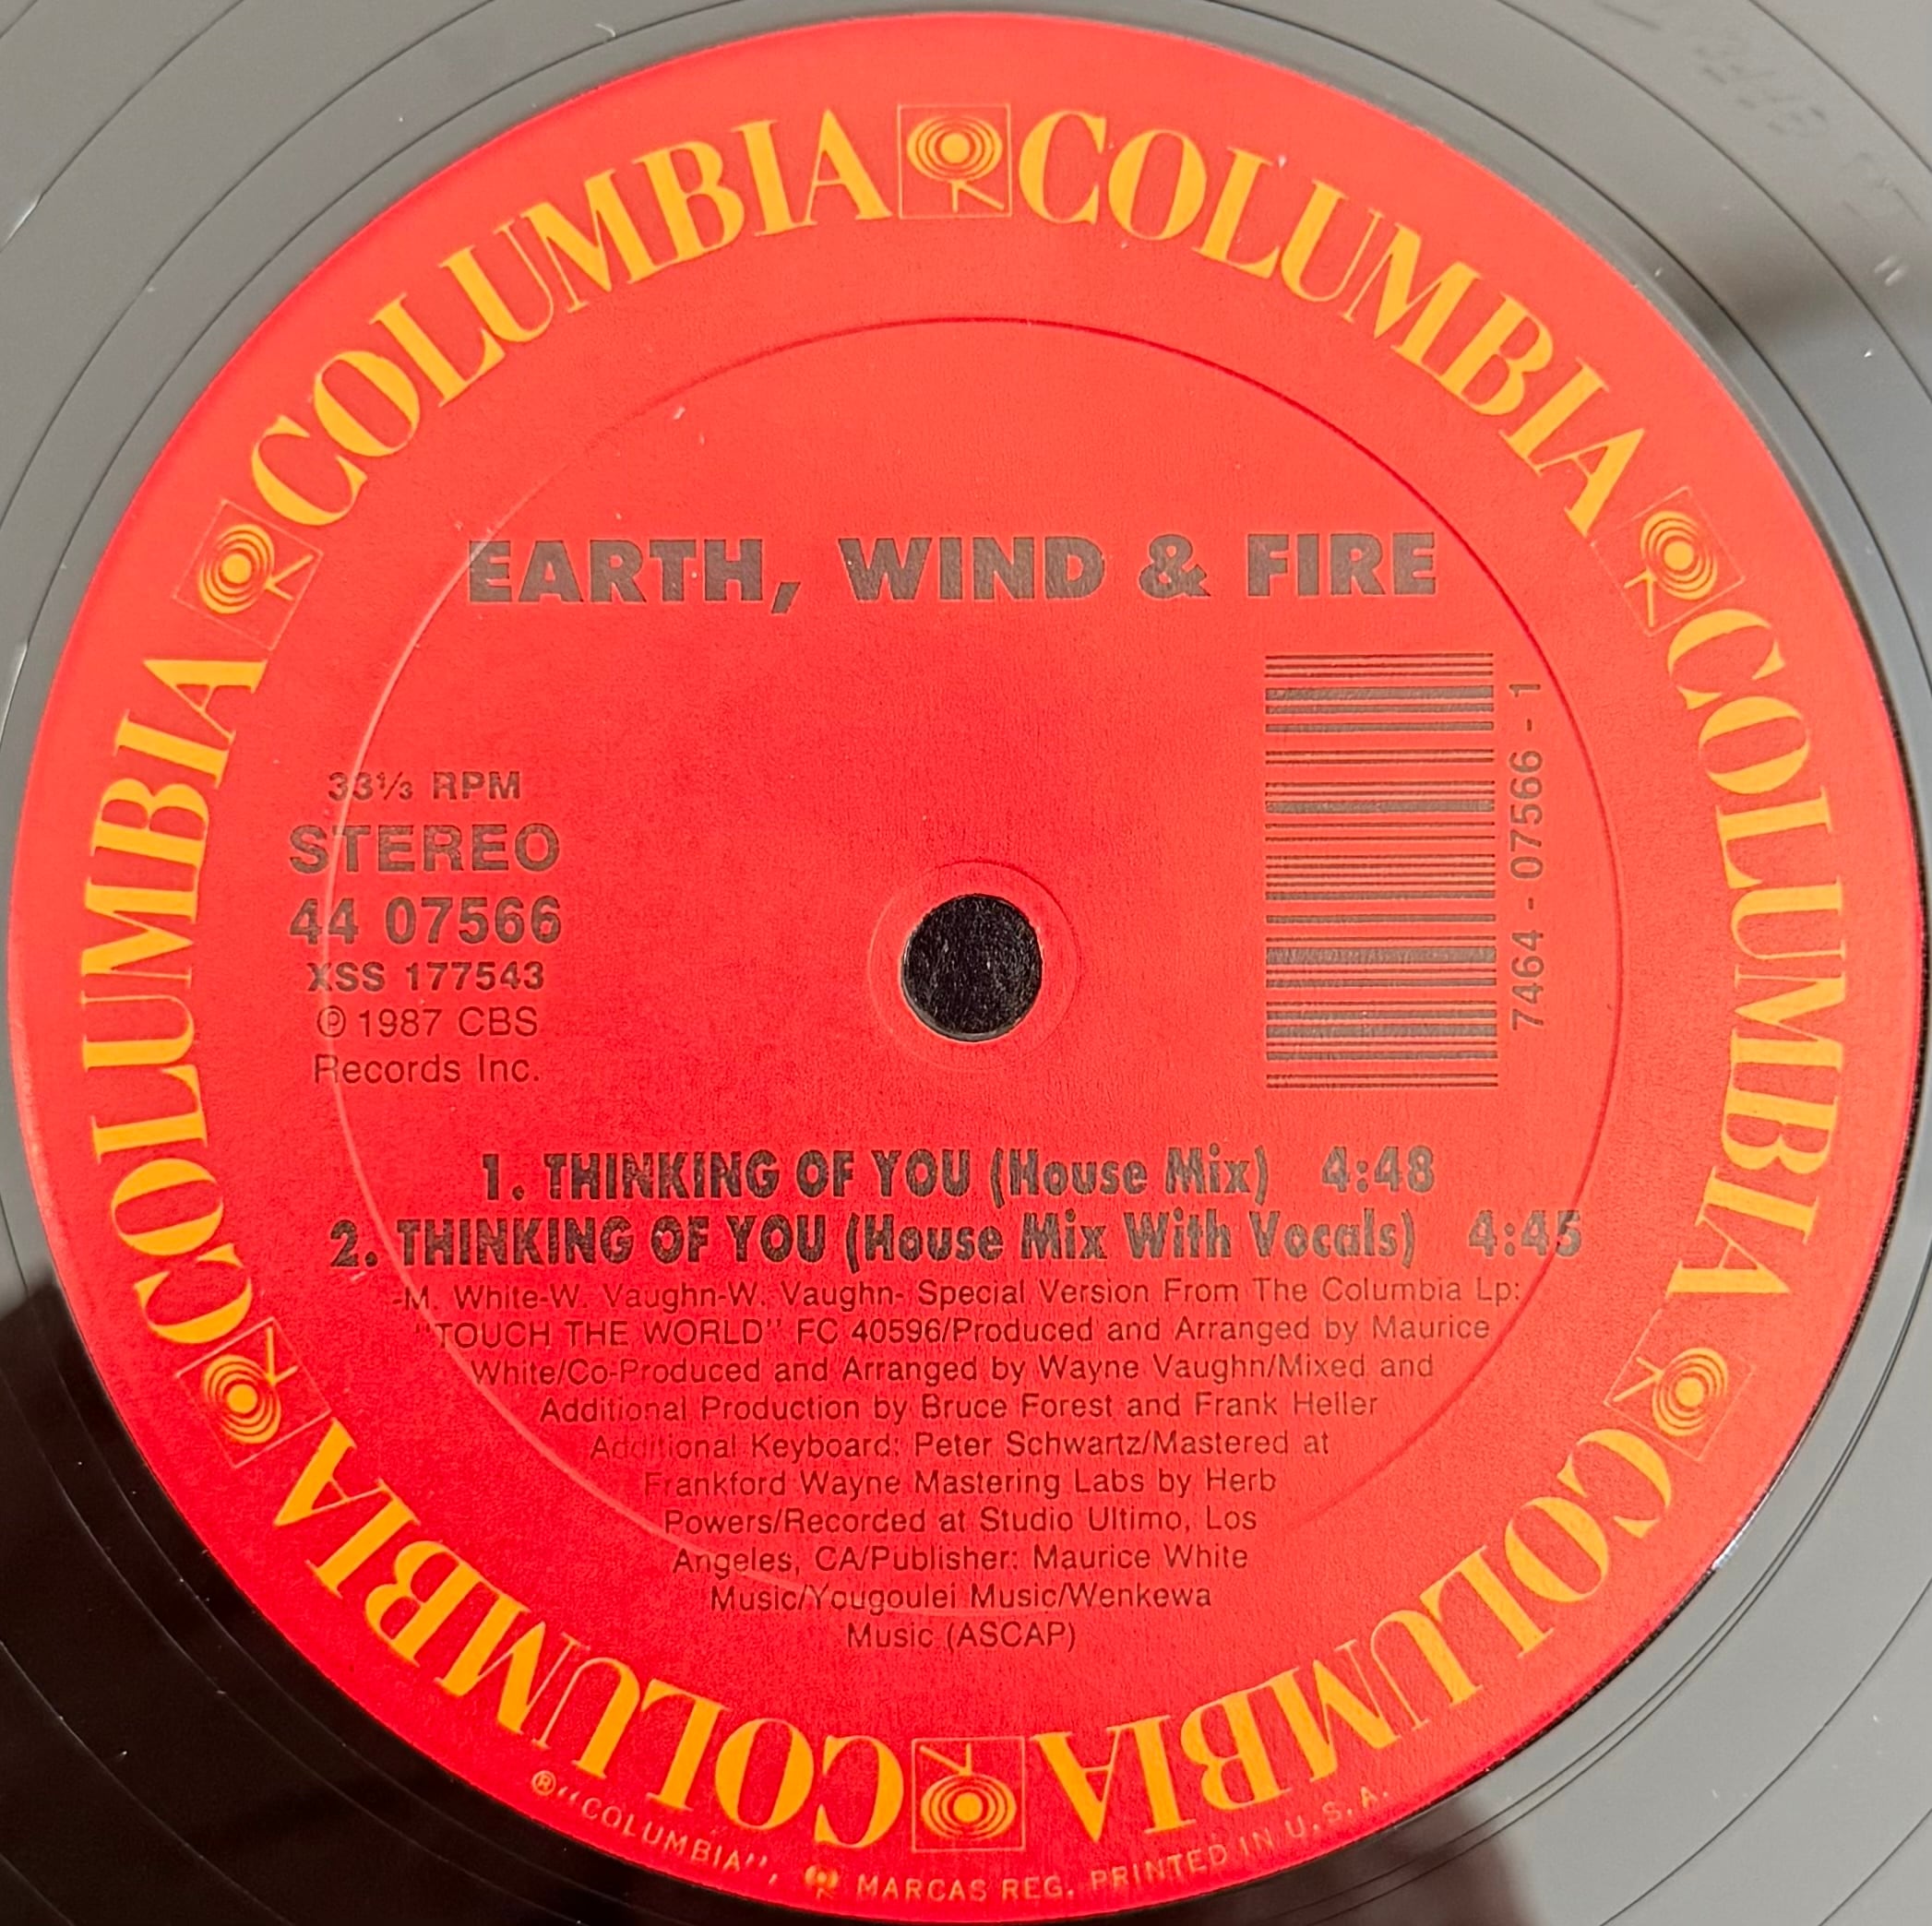 COLUMBIA COLUMBIA COLUMBIA COLUMBIA COLUMBIA COLUMBIA
EARTH, WIND & FIRE
33⅓ RPM
STEREO
44 07566
XSS 177543
℗ 1987 CBS
Records Inc.
7464 - 07566 - 1
1. THINKING OF YOU (House Mix) 4:48
2. THINKING OF YOU (House Mix With Vocals) 4:45
-M. White-W. Vaughn-W. Vaughn- Special Version From The Columbia Lp:
"TOUCH THE WORLD" FC 40596/Produced and Arranged by Maurice
White/Co-Produced and Arranged by Wayne Vaughn/Mixed and
Additional Production by Bruce Forest and Frank Heller
Additional Keyboard: Peter Schwartz/Mastered at
Frankford Wayne Mastering Labs by Herb
Powers/Recorded at Studio Ultimo, Los
Angeles, CA/Publisher: Maurice White
Music/Yougoulei Music/Wenkewa
Music (ASCAP)
®"COLUMBIA", MARCAS REG. PRINTED IN U.S.A.